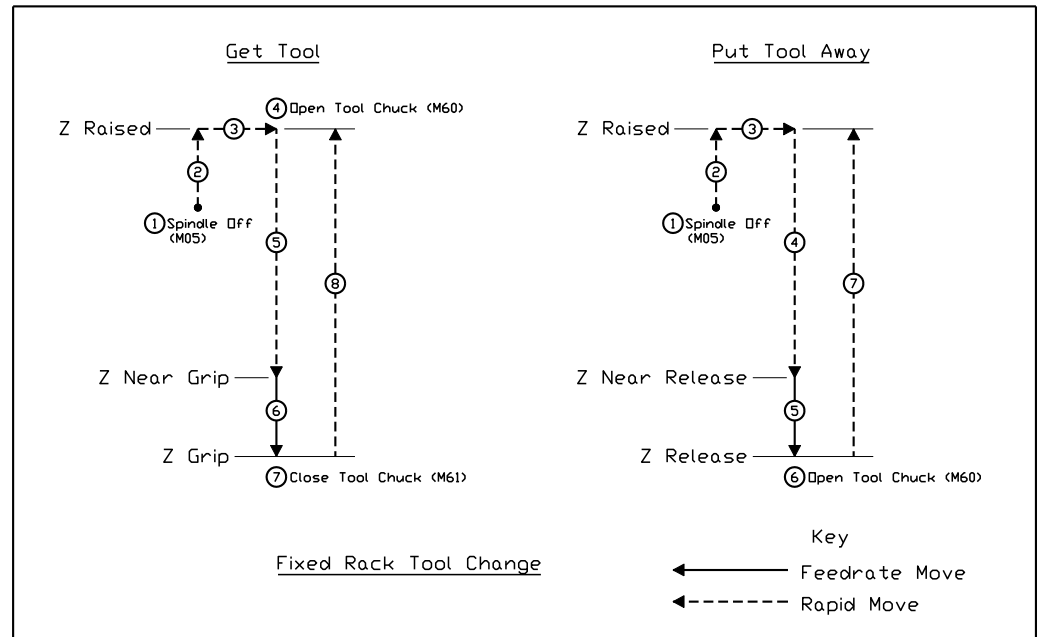 Get Tool
④ Open Tool Chuck (M60)
Z Raised
③
②
① Spindle Off
(M05)
⑤
⑧
Z Near Grip
⑥
Z Grip
⑦ Close Tool Chuck (M61)
Put Tool Away
Z Raised
③
②
① Spindle Off
(M05)
④
⑦
Z Near Release
⑤
Z Release
⑥ Open Tool Chuck (M60)
Fixed Rack Tool Change
Key
Feedrate Move
Rapid Move